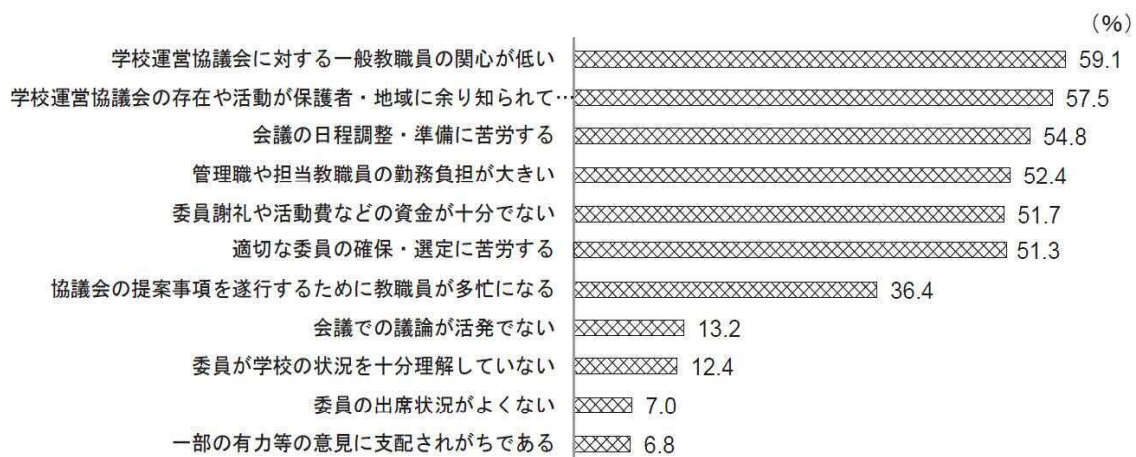 (%)
学校運営協議会に対する一般教職員の関心が低い 59.1
学校運営協議会の存在や活動が保護者・地域に余り知られて… 57.5
会議の日程調整・準備に苦労する 54.8
管理職や担当教職員の勤務負担が大きい 52.4
委員謝礼や活動費などの資金が十分でない 51.7
適切な委員の確保・選定に苦労する 51.3
協議会の提案事項を遂行するために教職員が多忙になる 36.4
会議での議論が活発でない 13.2
委員が学校の状況を十分理解していない 12.4
委員の出席状況がよくない 7.0
一部の有力等の意見に支配されがちである 6.8